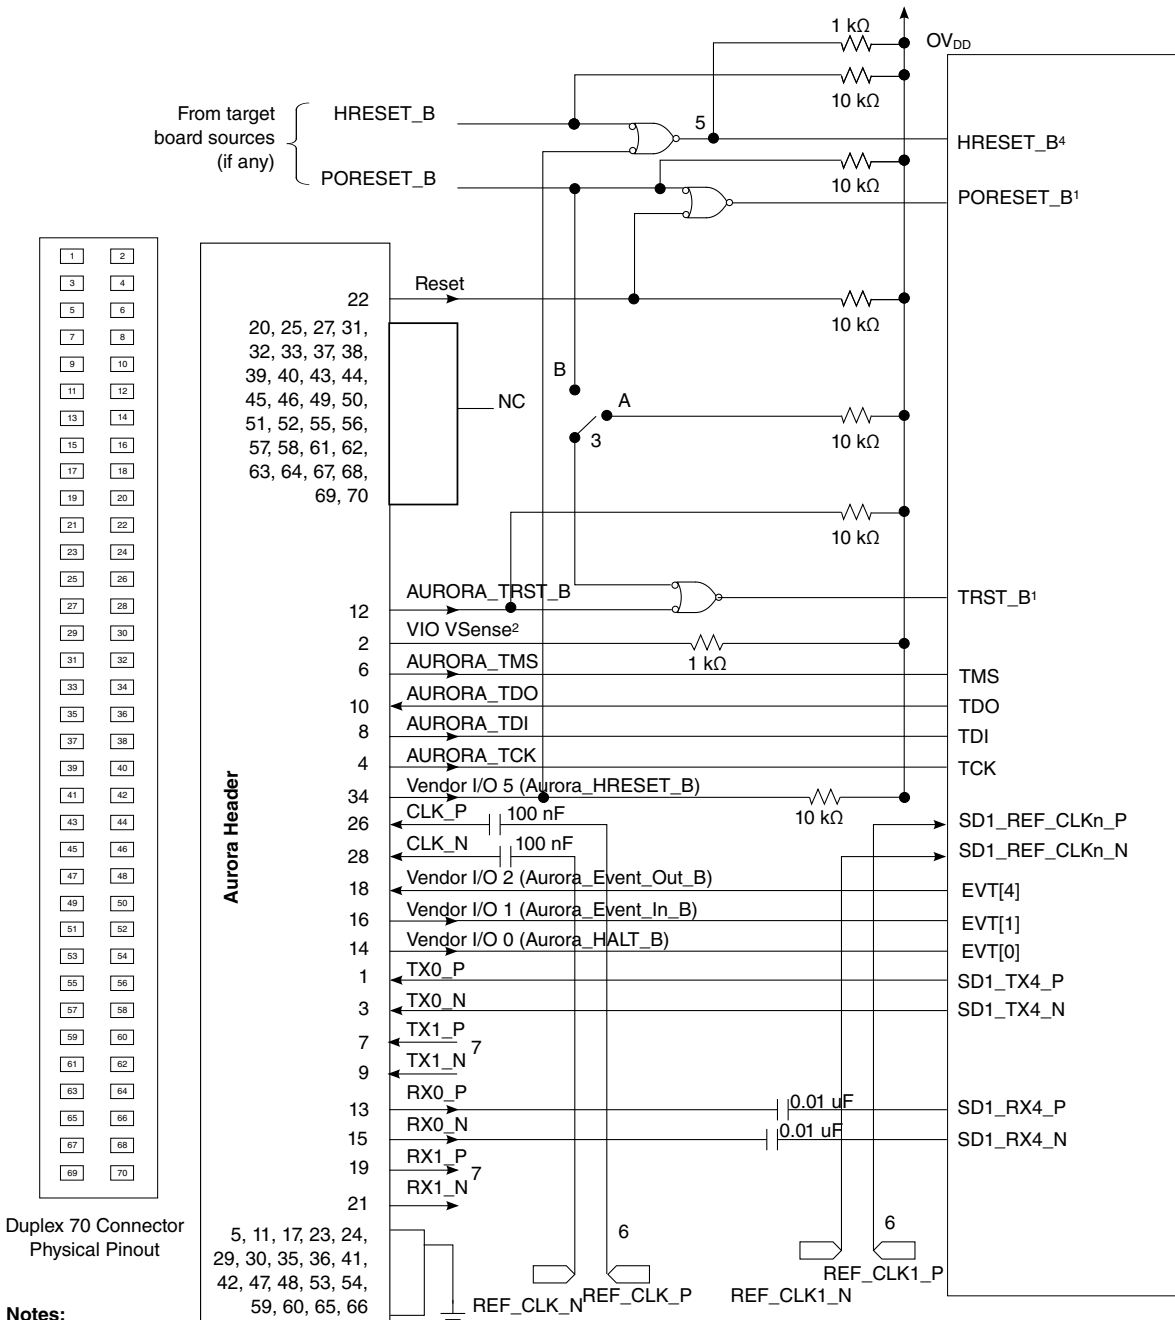 1 kΩ
OVDD
10 kΩ
From target
board sources
(if any)
HRESET_B
5
HRESET_B4
PORESET_B
10 kΩ
PORESET_B1
1 2
3 4
5 6
7 8
9 10
11 12
13 14
15 16
17 18
19 20
21 22
23 24
25 26
27 28
29 30
31 32
33 34
35 36
37 38
39 40
41 42
43 44
45 46
47 48
49 50
51 52
53 54
55 56
57 58
59 60
61 62
63 64
65 66
67 68
69 70
Duplex 70 Connector
Physical Pinout
Notes:
Aurora Header
22 Reset
10 kΩ
20, 25, 27, 31,
32, 33, 37, 38,
39, 40, 43, 44,
45, 46, 49, 50,
51, 52, 55, 56,
57, 58, 61, 62,
63, 64, 67, 68,
69, 70
NC
B
A
3
10 kΩ
10 kΩ
12 AURORA_TRST_B
TRST_B1
2 VIO VSense2
1 kΩ
6 AURORA_TMS TMS
10 AURORA_TDO TDO
8 AURORA_TDI TDI
4 AURORA_TCK TCK
34 Vendor I/O 5 (Aurora_HRESET_B)
10 kΩ
26 CLK_P 100 nF SD1_REF_CLKn_P
28 CLK_N 100 nF SD1_REF_CLKn_N
18 Vendor I/O 2 (Aurora_Event_Out_B) EVT[4]
16 Vendor I/O 1 (Aurora_Event_In_B) EVT[1]
14 Vendor I/O 0 (Aurora_HALT_B) EVT[0]
1 TX0_P SD1_TX4_P
3 TX0_N SD1_TX4_N
7 TX1_P
7
9 TX1_N
13 RX0_P 0.01 uF SD1_RX4_P
15 RX0_N 0.01 uF SD1_RX4_N
19 RX1_P
7
21 RX1_N
5, 11, 17, 23, 24,
29, 30, 35, 36, 41,
42, 47, 48, 53, 54,
59, 60, 65, 66
6
REF_CLK_N
REF_CLK_P
6
REF_CLK1_N
REF_CLK1_P